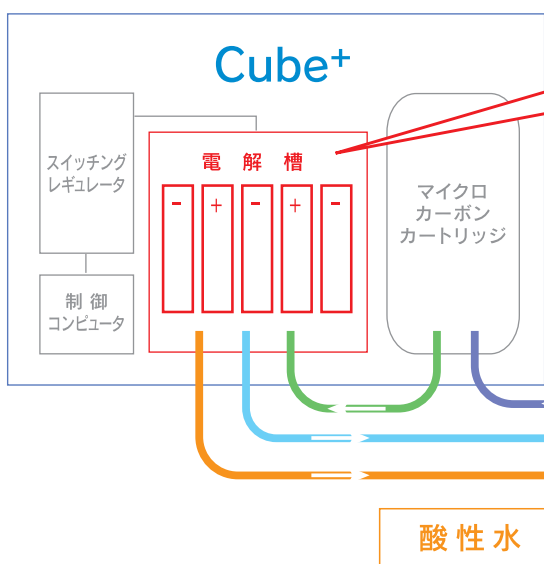 Cube+
スイッチング
レギュレータ
電解槽
- + - + -
マイクロ
カーボン
カートリッジ
制御
コンピュータ
酸性水